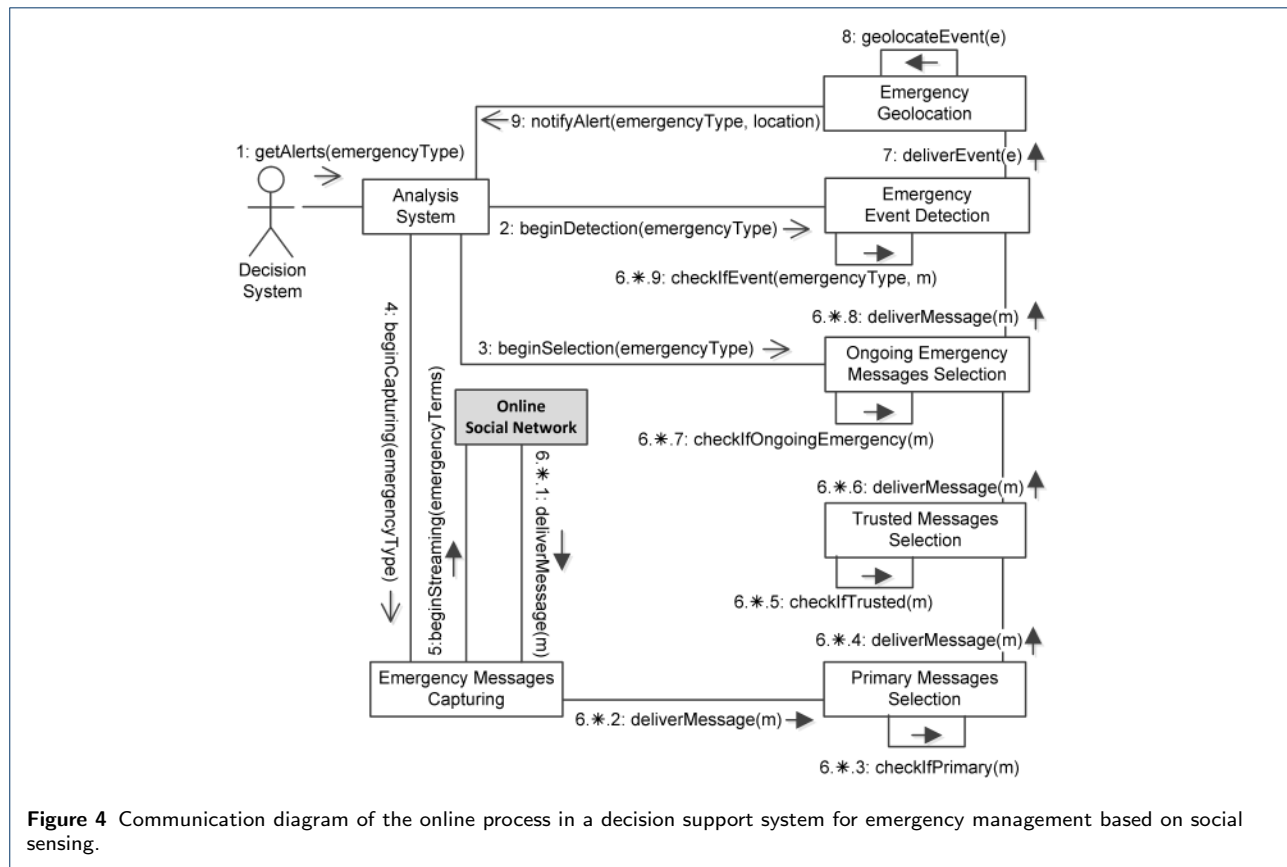 8: geolocateEvent(e)
Emergency
Geolocation
9: notifyAlert(emergencyType, location)
7: deliverEvent(e)
1: getAlerts(emergencyType)
Analysis
System
Emergency
Event Detection
2: beginDetection(emergencyType)
Decision
System
6.*.9: checkIfEvent(emergencyType, m)
6.*.8: deliverMessage(m)
3: beginSelection(emergencyType)
Ongoing Emergency
Messages Selection
4: beginCapturing(emergencyType)
5:beginStreaming(emergencyTerms)
Online
Social Network
6.*.1: deliverMessage(m)
6.*.7: checkIfOngoingEmergency(m)
6.*.6: deliverMessage(m)
Trusted Messages
Selection
6.*.5: checkIfTrusted(m)
6.*.4: deliverMessage(m)
Emergency Messages
Capturing
Primary Messages
Selection
6.*.2: deliverMessage(m)
6.*.3: checkIfPrimary(m)
Figure 4 Communication diagram of the online process in a decision support system for emergency management based on social
sensing.